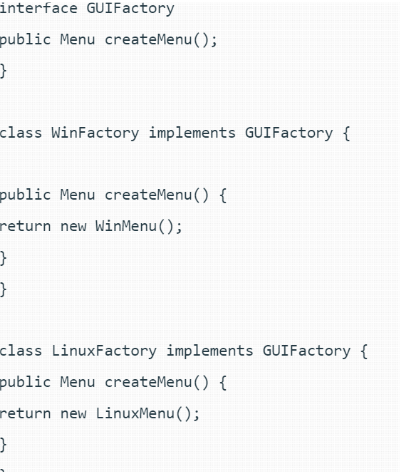 interface GUIFactory
public Menu createMenu();
}
class WinFactory implements GUIFactory {
public Menu createMenu() {
return new WinMenu();
}
}
class LinuxFactory implements GUIFactory {
public Menu createMenu() {
return new LinuxMenu();
}
}